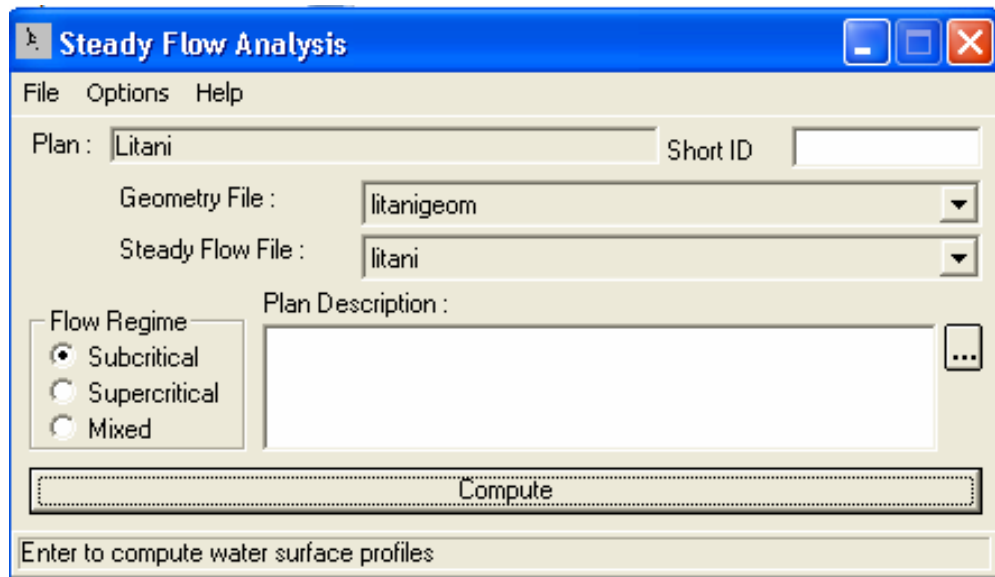 Steady Flow Analysis
File Options Help
Plan : Litani Short ID
Geometry File : litanigeom
Steady Flow File : litani
Plan Description :
Flow Regime
Subcritical
Supercritical
Mixed
...
Compute
Enter to compute water surface profiles